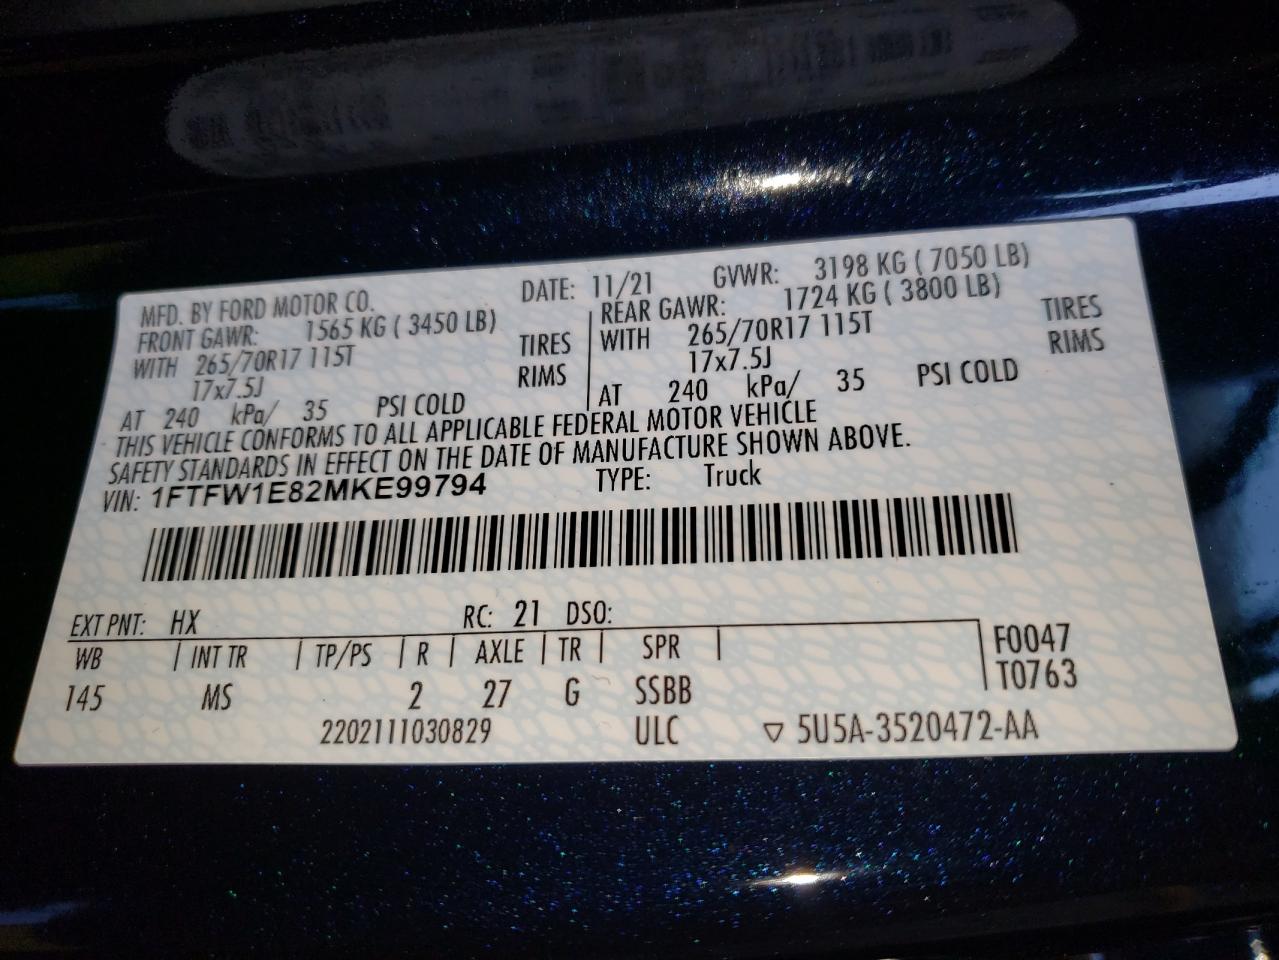 MFD. BY FORD MOTOR CO. DATE: 11/21 GVWR: 3198 KG ( 7050 LB)
FRONT GAWR: 1565 KG ( 3450 LB) REAR GAWR: 1724 KG ( 3800 LB)
WITH 265/70R17 115T TIRES WITH 265/70R17 115T TIRES
17x7.5J RIMS 17x7.5J RIMS
AT 240 kPa/ 35 PSI COLD AT 240 kPa/ 35 PSI COLD
THIS VEHICLE CONFORMS TO ALL APPLICABLE FEDERAL MOTOR VEHICLE
SAFETY STANDARDS IN EFFECT ON THE DATE OF MANUFACTURE SHOWN ABOVE.
VIN: 1FTFW1E82MKE99794 TYPE: Truck
EXT PNT: HX RC: 21 DSO:
WB | INT TR | TP/PS | R | AXLE | TR | SPR | F0047
145 MS 2 27 G SSBB T0763
2202111030829 ULC ▽ 5U5A-3520472-AA